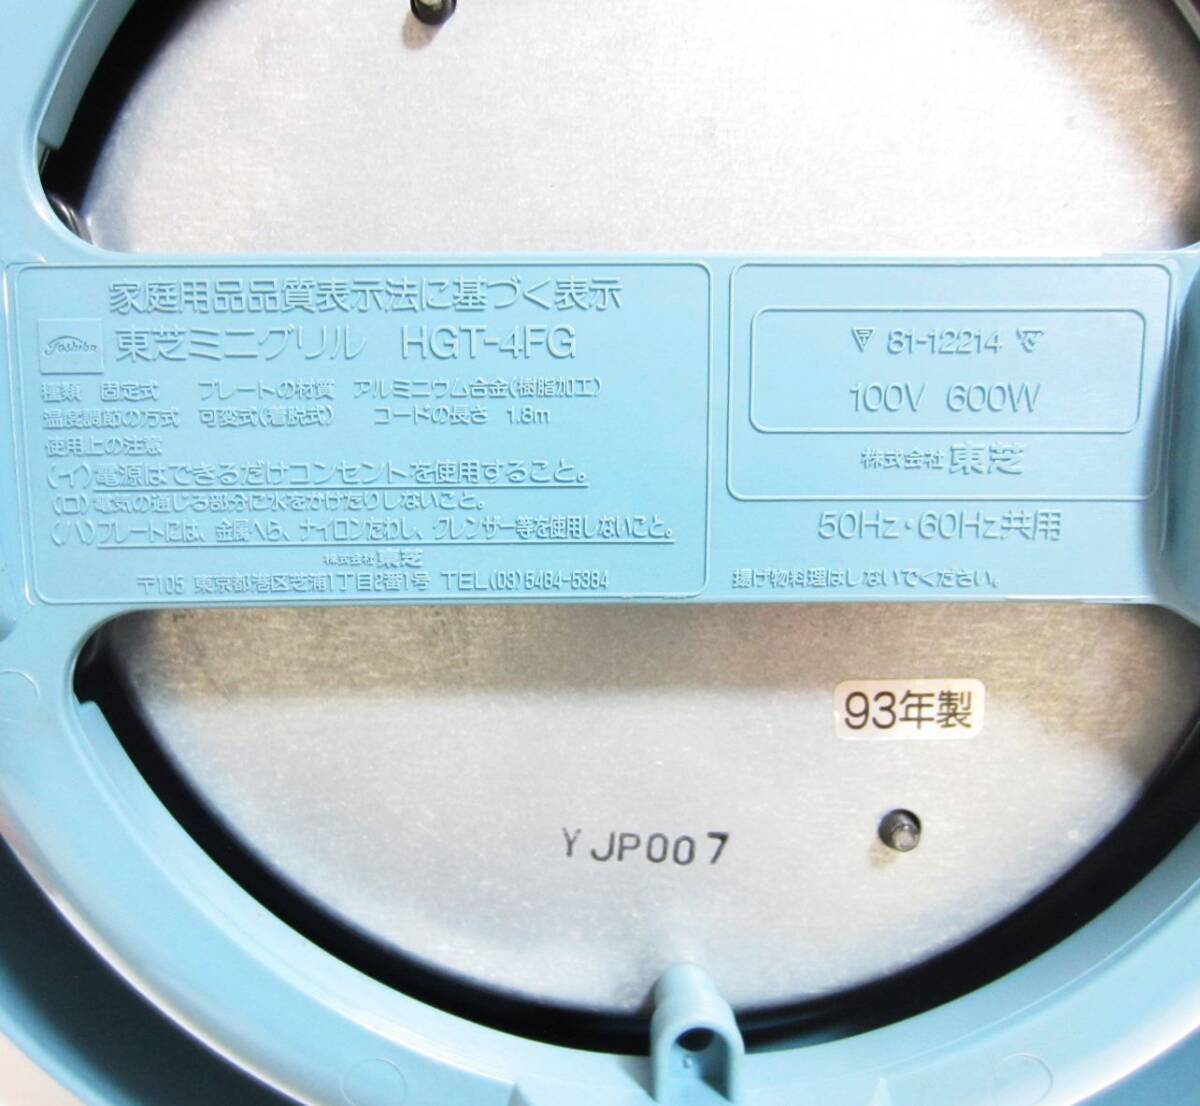 家庭用品品質表示法に基づく表示
Toshiba 東芝ミニグリル HGT-4FG
種類 固定式 プレートの材質 アルミニウム合金(樹脂加工)
温度調節の方式 可変式(着脱式) コードの長さ 1.8m
使用上の注意
(イ)電源はできるだけコンセントを使用すること。
(ロ)電気の通じる部分に水をかけたりしないこと。
(ハ)プレートには、金属へら、ナイロンたわし、クレンザー等を使用しないこと。
株式会社 東芝
〒105 東京都港区芝浦1丁目2番1号 TEL(03)5484-5384
81-12214
100V 600W
株式会社 東芝
50Hz・60Hz共用
揚げ物料理はしないでください。
93年製
YJP007